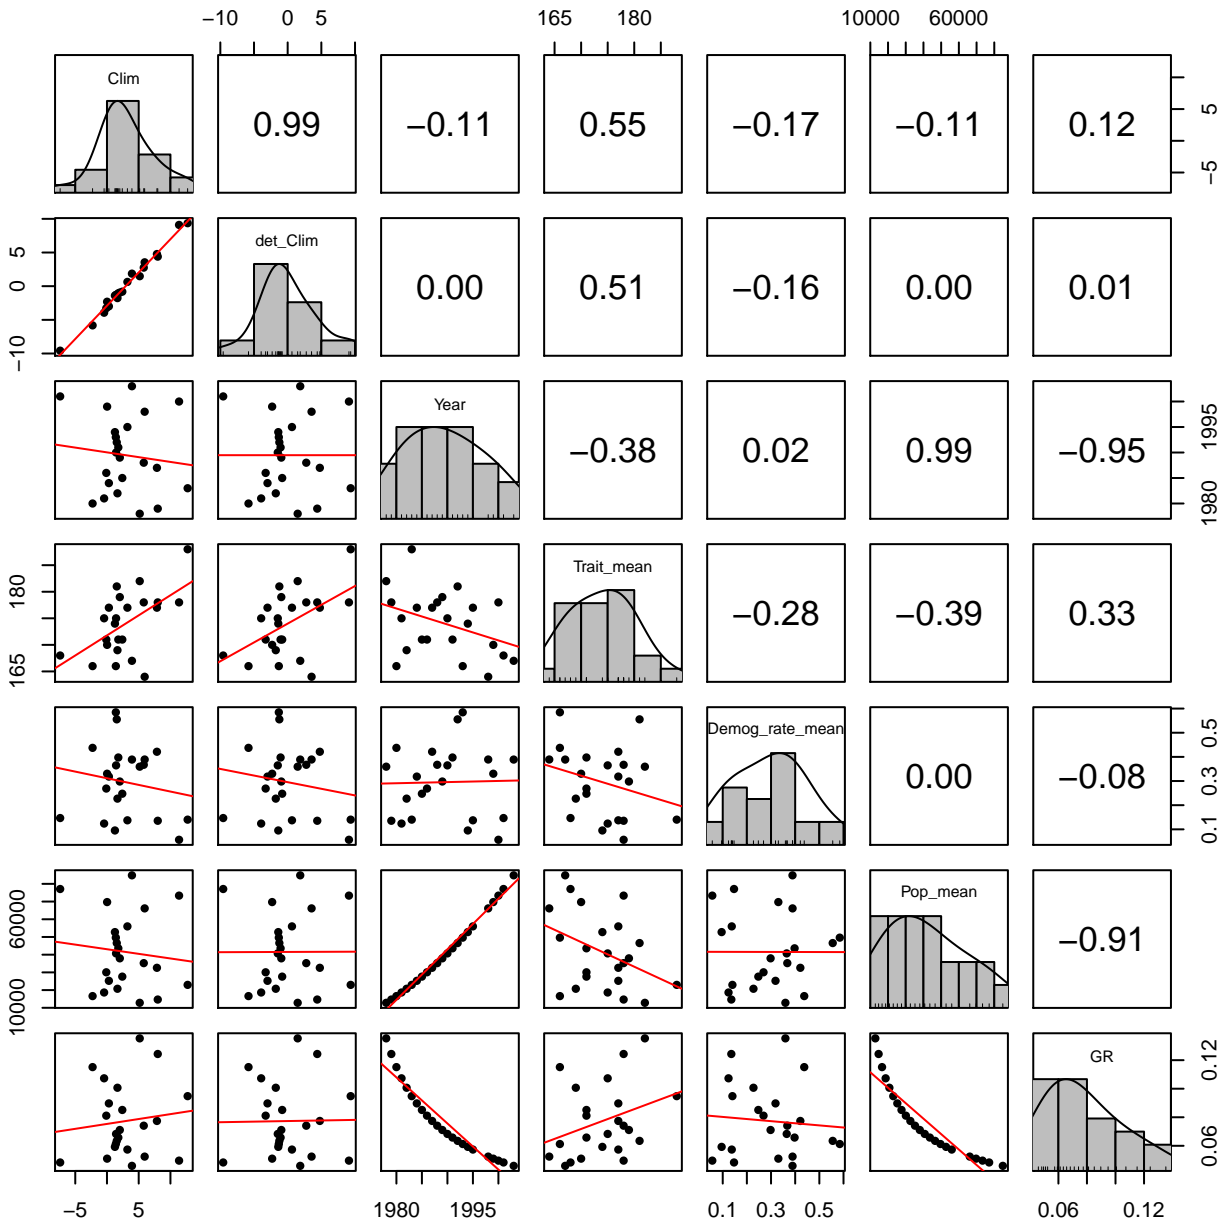 −10 0 5 165 180 10000 60000
Clim 0.99 −0.11 0.55 −0.17 −0.11 0.12 −5 5
−10 0 5 det_Clim 0.00 0.51 −0.16 0.00 0.01
Year −0.38 0.02 0.99 −0.95 1980 1995
165 180 Trait_mean −0.28 −0.39 0.33
Demog_rate_mean 0.00 −0.08 0.1 0.3 0.5
10000 60000 Pop_mean −0.91
GR 0.06 0.12
−5 5 1980 1995 0.1 0.3 0.5 0.06 0.12